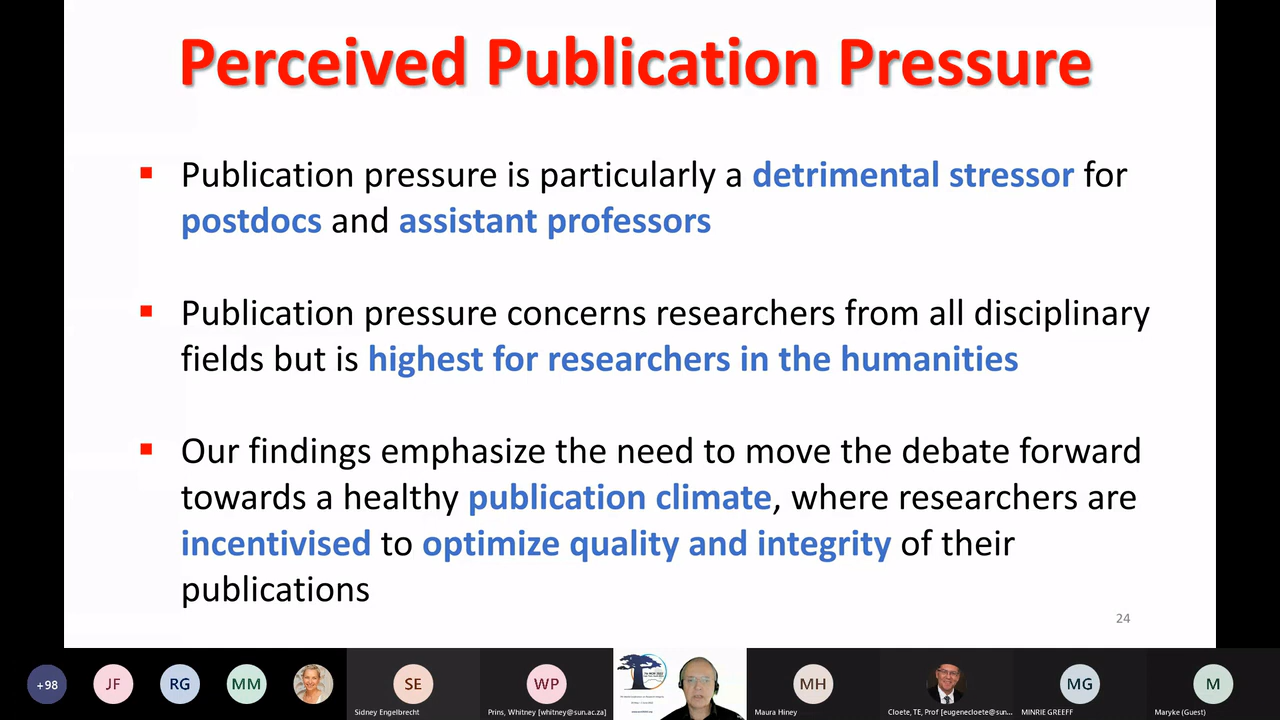 Perceived Publication Pressure
Publication pressure is particularly a detrimental stressor for
postdocs and assistant professors
Publication pressure concerns researchers from all disciplinary
fields but is highest for researchers in the humanities
Our findings emphasize the need to move the debate forward
towards a healthy publication climate, where researchers are
incentivised to optimize quality and integrity of their
publications
24
+98
JF
RG
MM
SE
WP
MH
MG
M
Sidney Engelbrecht
Prins, Whitney [whitney@sun.ac.za]
Maura Hiney
Cloete, TE, Prof [eugenecloete@sun...
MINRIE GREEFF
Maryke (Guest)